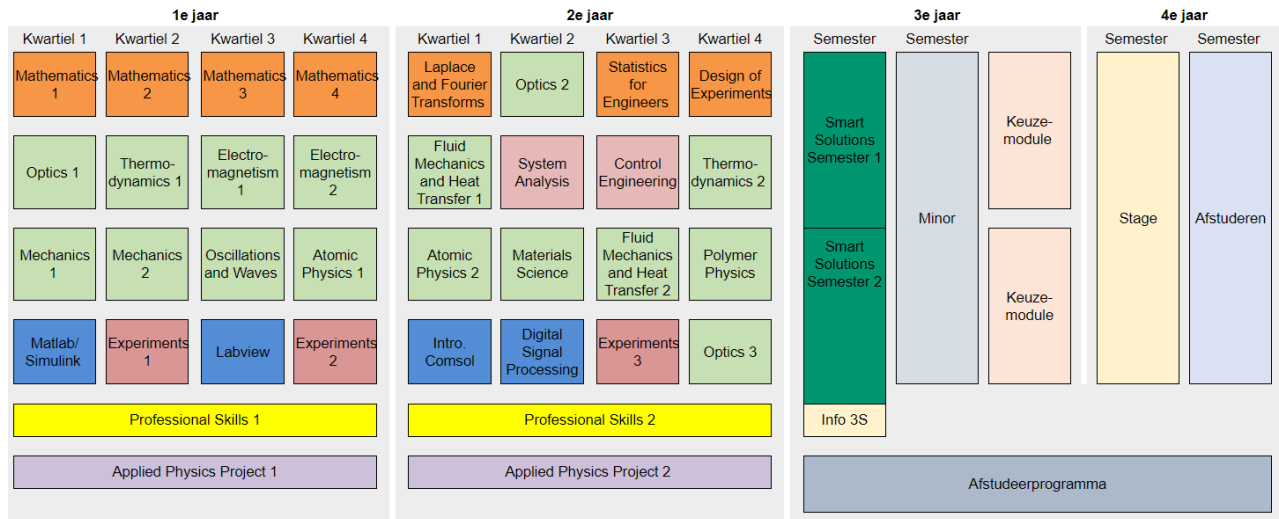 1e jaar
2e jaar
3e jaar
4e jaar
Kwartiel 1
Kwartiel 2
Kwartiel 3
Kwartiel 4
Kwartiel 1
Kwartiel 2
Kwartiel 3
Kwartiel 4
Semester
Semester
Semester
Semester
Mathematics
1
Mathematics
2
Mathematics
3
Mathematics
4
Laplace
and Fourier
Transforms
Optics 2
Statistics
for
Engineers
Design of
Experiments
Optics 1
Thermo-
dynamics 1
Electro-
magnetism
1
Electro-
magnetism
2
Fluid
Mechanics
and Heat
Transfer 1
System
Analysis
Control
Engineering
Thermo-
dynamics 2
Mechanics
1
Mechanics
2
Oscillations
and Waves
Atomic
Physics 1
Atomic
Physics 2
Materials
Science
Fluid
Mechanics
and Heat
Transfer 2
Polymer
Physics
Matlab/
Simulink
Experiments
1
Labview
Experiments
2
Intro.
Comsol
Digital
Signal
Processing
Experiments
3
Optics 3
Professional Skills 1
Professional Skills 2
Applied Physics Project 1
Applied Physics Project 2
Smart
Solutions
Semester 1
Smart
Solutions
Semester 2
Info 3S
Minor
Keuze-
module
Keuze-
module
Stage
Afstuderen
Afstudeerprogramma